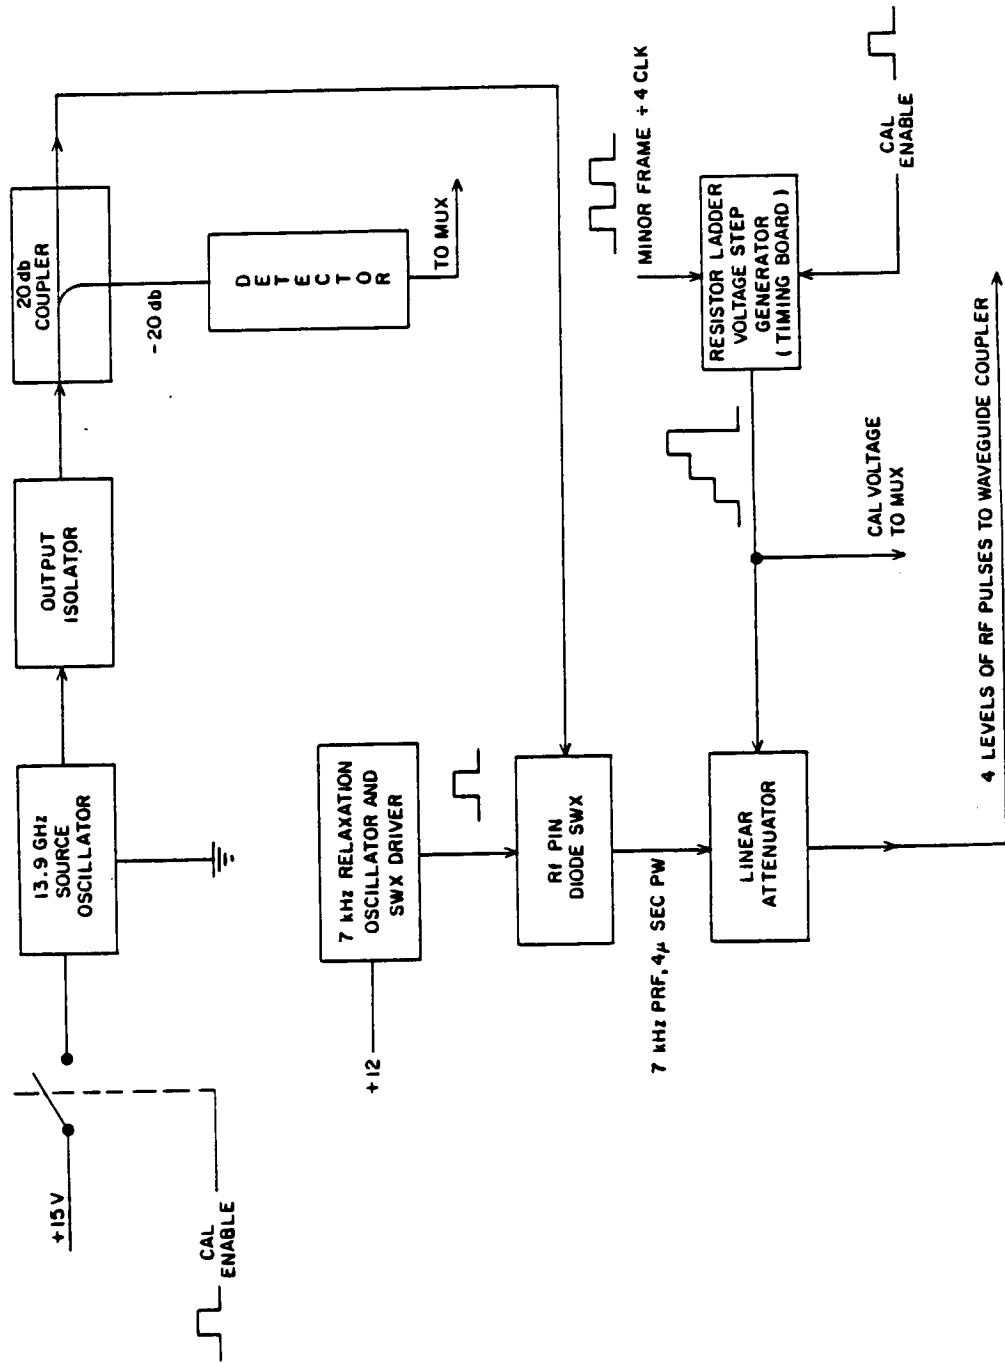 +15V
CAL
ENABLE
13.9 GHz
SOURCE
OSCILLATOR
OUTPUT
ISOLATOR
20db
COUPLER
-20db
DETECTOR
TO MUX
+12
7 kHz RELAXATION
OSCILLATOR AND
SWX DRIVER
Rf PIN
DIODE SWX
7 kHz PRF, 4μ SEC PW
LINEAR
ATTENUATOR
MINOR FRAME ÷ 4 CLK
RESISTOR LADDER
VOLTAGE STEP
GENERATOR
(TIMING BOARD)
CAL
ENABLE
CAL VOLTAGE
TO MUX
4 LEVELS OF RF PULSES TO WAVEGUIDE COUPLER